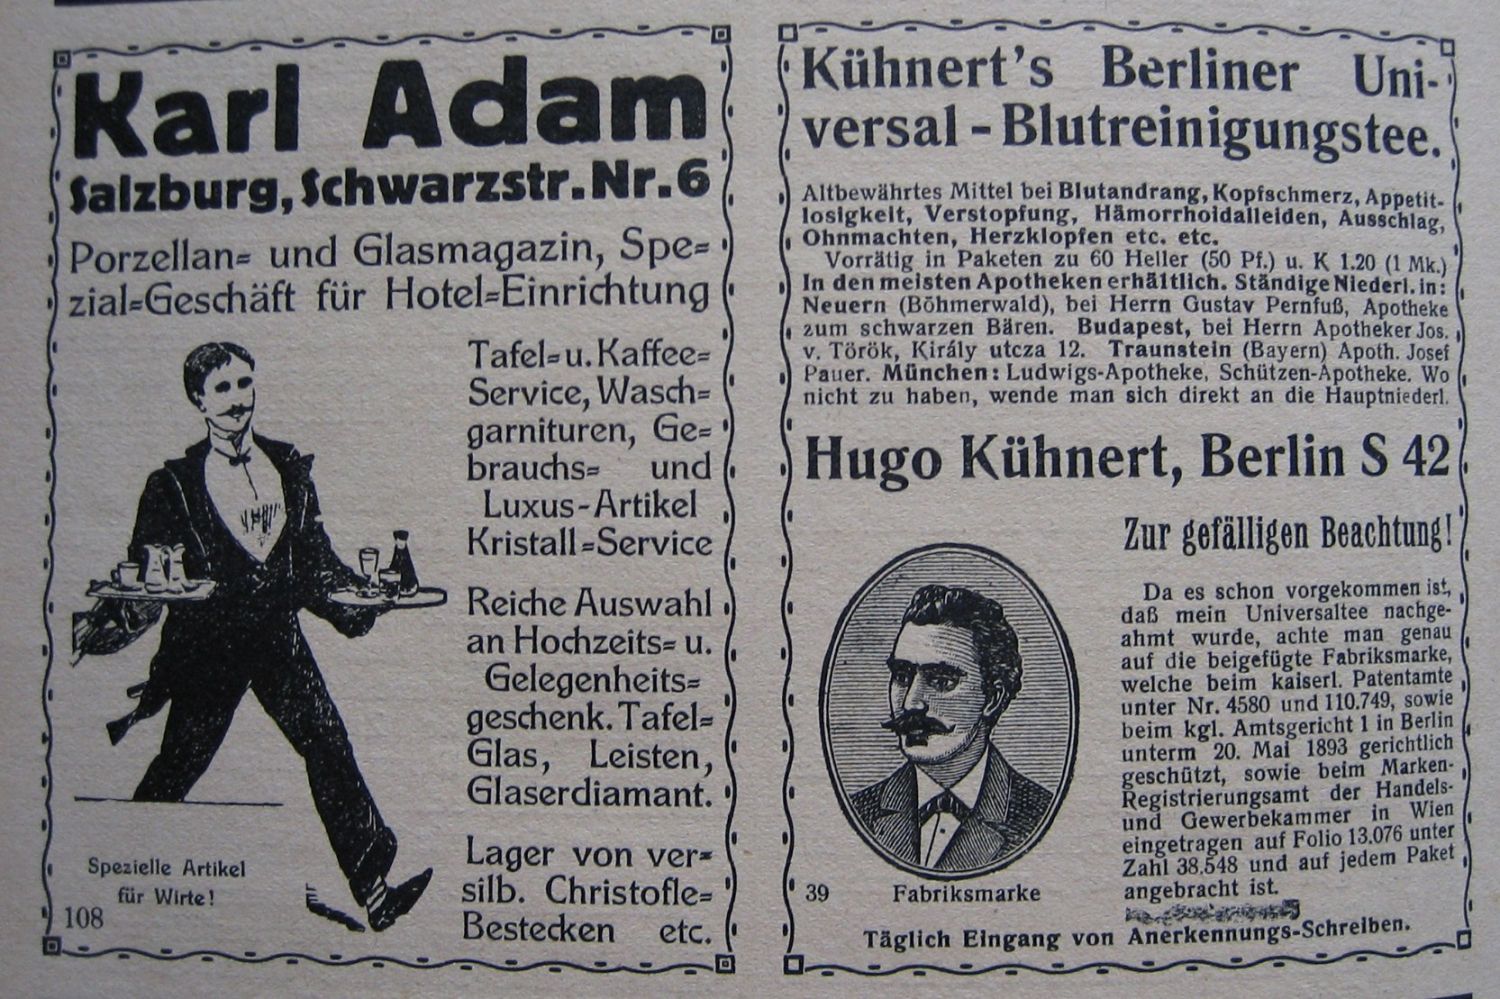 Karl Adam
Salzburg, Schwarzstr. Nr. 6
Porzellan= und Glasmagazin, Spe=
zial=Geschäft für Hotel=Einrichtung
Tafel= u. Kaffee=
Service, Wasch=
garnituren, Ge=
brauchs= und
Luxus-Artikel
Kristall=Service
Reiche Auswahl
an Hochzeits= u.
Gelegenheits=
geschenk. Tafel=
Glas, Leisten,
Glaserdiamant.
Lager von ver=
silb. Christofle=
Bestecken etc.
Spezielle Artikel
für Wirte!
108
Kühnert's Berliner Uni-
versal-Blutreinigungstee.
Altbewährtes Mittel bei Blutandrang, Kopfschmerz, Appetit-
losigkeit, Verstopfung, Hämorrhoidalleiden, Ausschlag,
Ohnmachten, Herzklopfen etc. etc.
Vorrätig in Paketen zu 60 Heller (50 Pf.) u. K 1.20 (1 Mk.)
In den meisten Apotheken erhältlich. Ständige Niederl. in:
Neuern (Böhmerwald), bei Herrn Gustav Pernfuß, Apotheke
zum schwarzen Bären. Budapest, bei Herrn Apotheker Jos.
v. Török, Király utcza 12. Traunstein (Bayern) Apoth. Josef
Pauer. München: Ludwigs-Apotheke, Schützen-Apotheke. Wo
nicht zu haben, wende man sich direkt an die Hauptniederl.
Hugo Kühnert, Berlin S 42
Zur gefälligen Beachtung!
Da es schon vorgekommen ist,
daß mein Universaltee nachge-
ahmt wurde, achte man genau
auf die beigefügte Fabriksmarke,
welche beim kaiserl. Patentamte
unter Nr. 4580 und 110.749, sowie
beim kgl. Amtsgericht 1 in Berlin
unterm 20. Mai 1893 gerichtlich
geschützt, sowie beim Marken-
Registrierungsamt der Handels-
und Gewerbekammer in Wien
eingetragen auf Folio 13.076 unter
Zahl 38.548 und auf jedem Paket
angebracht ist.
39 Fabriksmarke
Täglich Eingang von Anerkennungs-Schreiben.